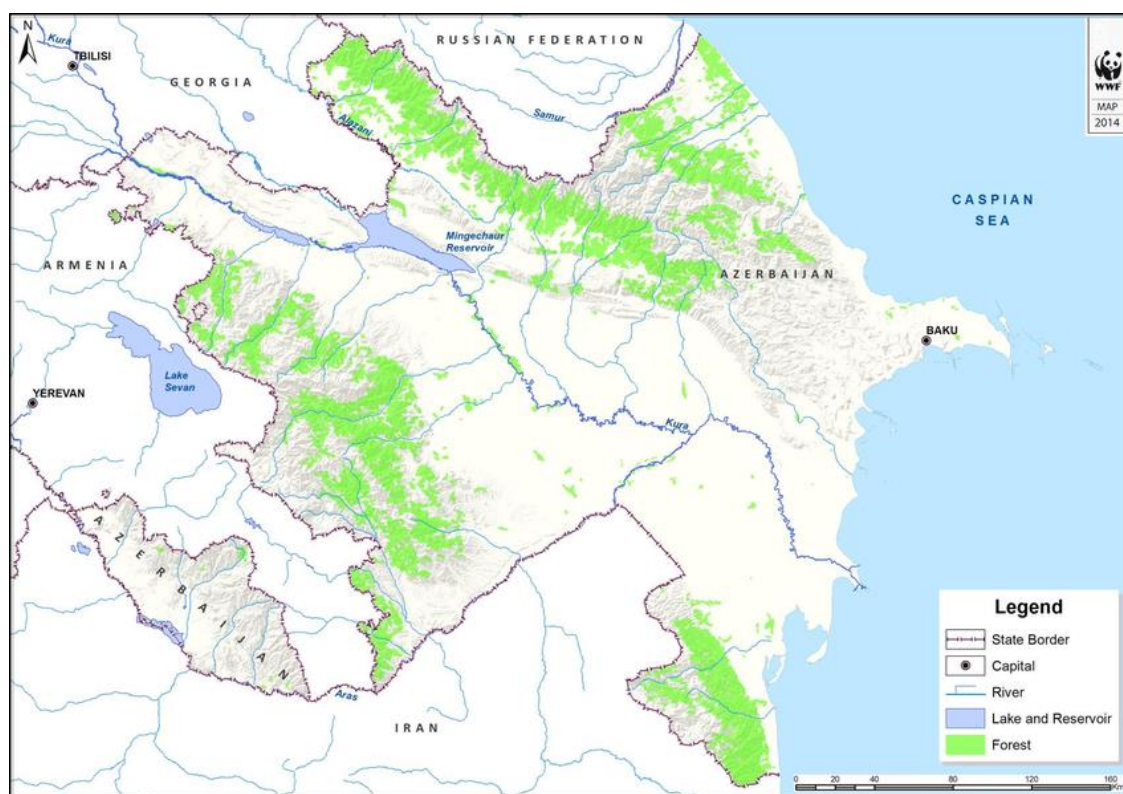 N
Kura
TBILISI
GEORGIA
RUSSIAN FEDERATION
Samur
Alazani
WWF
MAP
2014
CASPIAN
SEA
Mingechaur
Reservoir
ARMENIA
AZERBAIJAN
BAKU
Lake
Sevan
YEREVAN
Kura
AZERBAIJAN
Aras
IRAN
Legend
State Border
Capital
River
Lake and Reservoir
Forest
0 20 40 80 120 160
Km